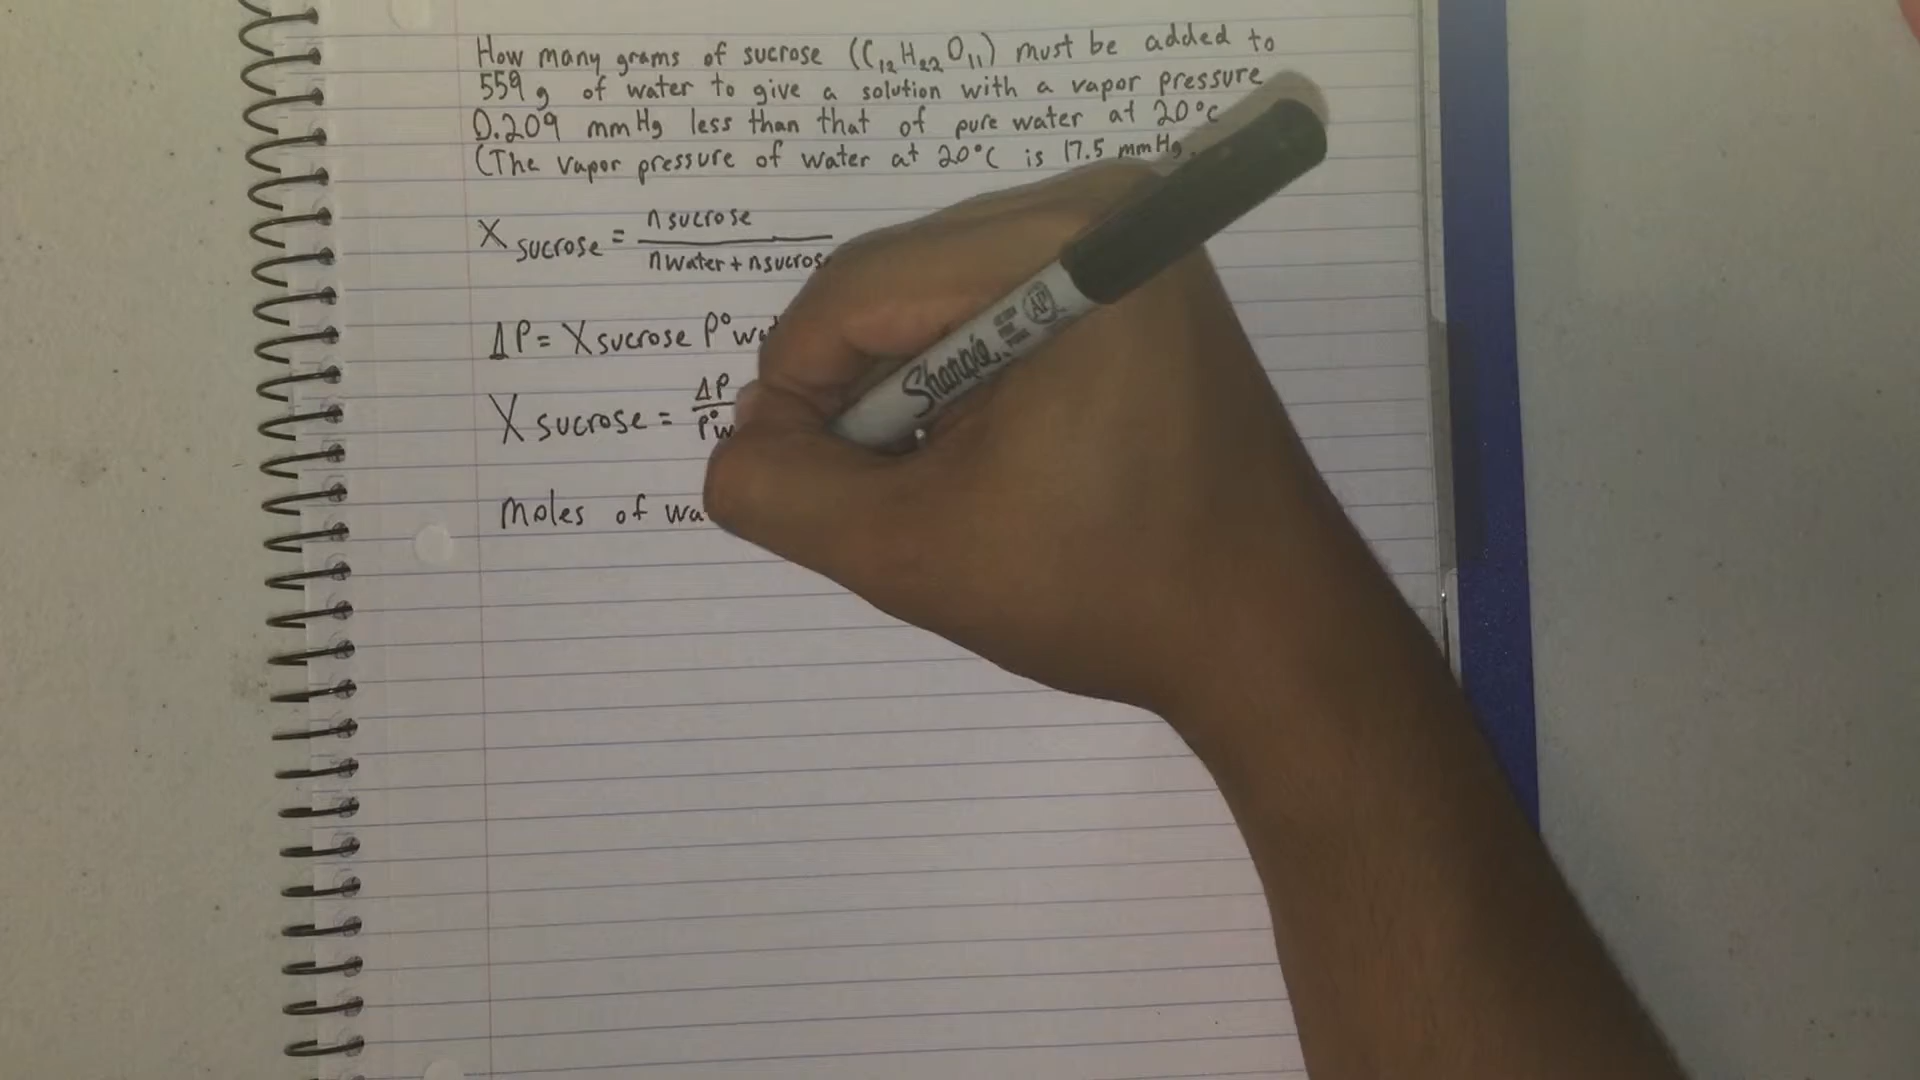 How many grams of sucrose (C₁₂H₂₂O₁₁) must be added to
559 g of water to give a solution with a vapor pressure
0.209 mmHg less than that of pure water at 20°C
(The vapor pressure of water at 20°C is 17.5 mmHg.
X sucrose = n sucrose
n water + n sucros
ΔP = X sucrose P° wa
X sucrose = ΔP
P° w
moles of wa
Sharpie
AP